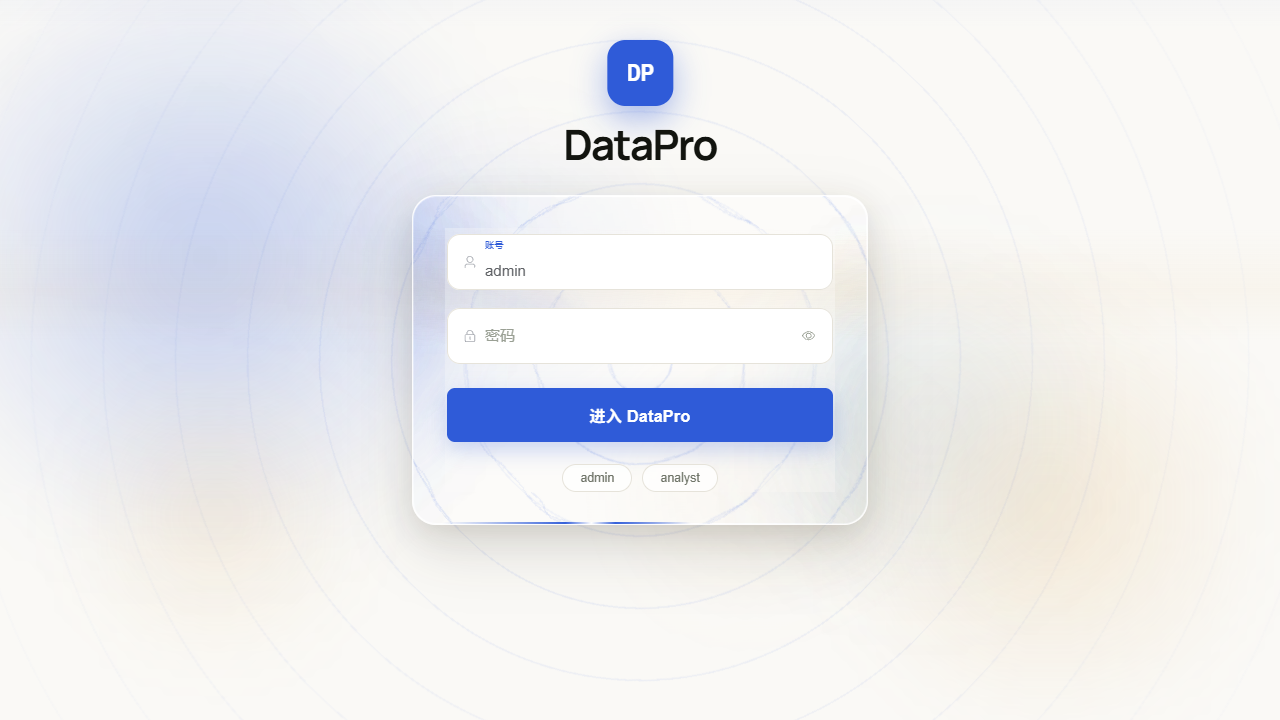 DP
DataPro
账号
admin
密码
进入 DataPro
admin
analyst